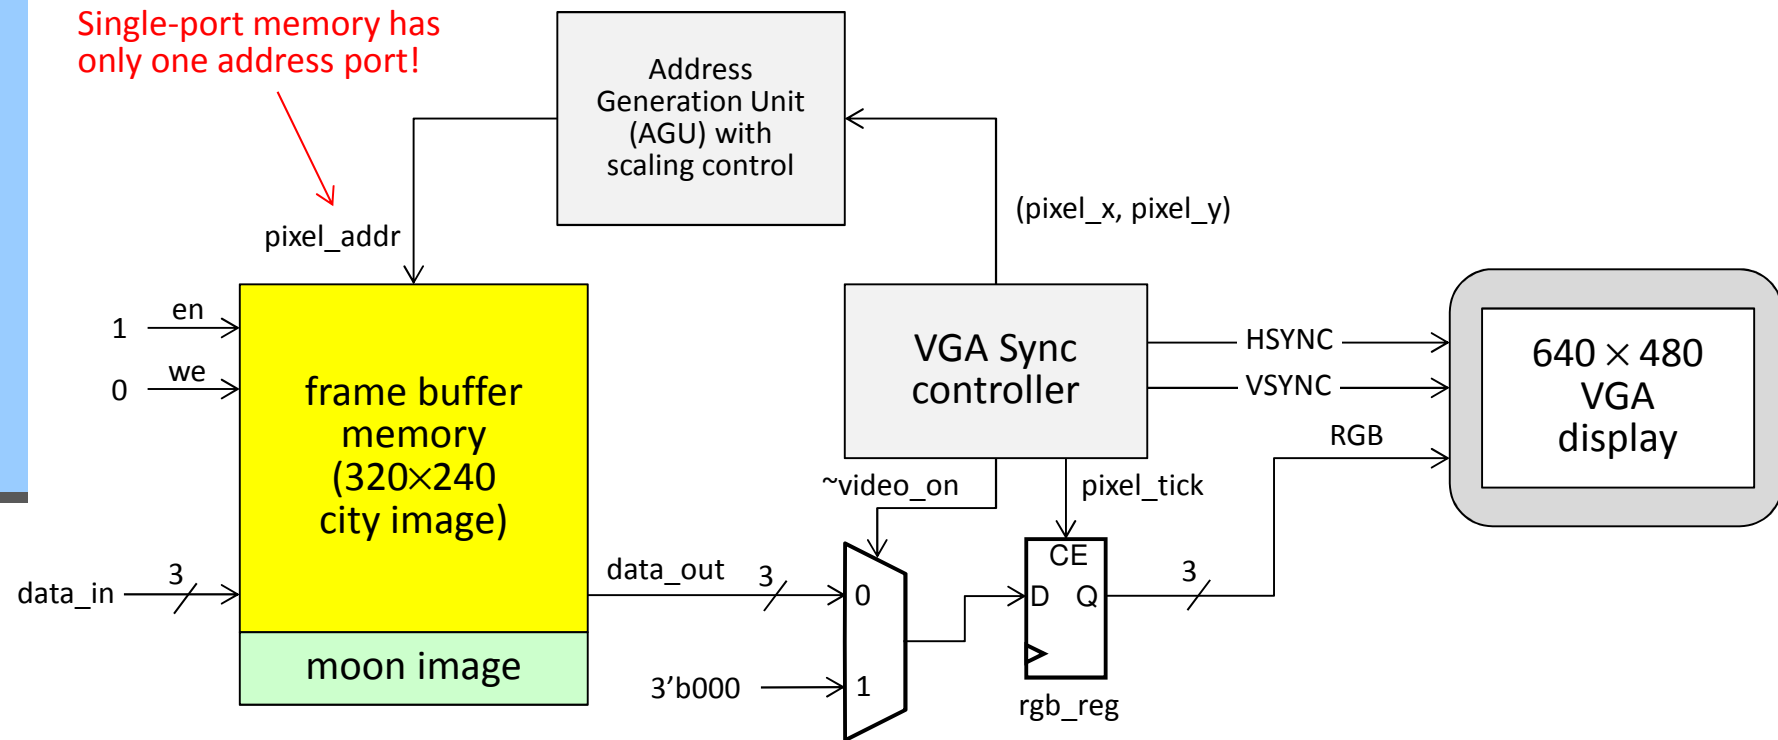 Single-port memory has
only one address port!
Address
Generation Unit
(AGU) with
scaling control
(pixel_x, pixel_y)
pixel_addr
1
en
0
we
frame buffer
memory
(320×240
city image)
data_in
3
moon image
data_out
3
3'b000
0
1
~video_on
VGA Sync
controller
pixel_tick
CE
D
Q
rgb_reg
3
HSYNC
VSYNC
RGB
640 × 480
VGA
display